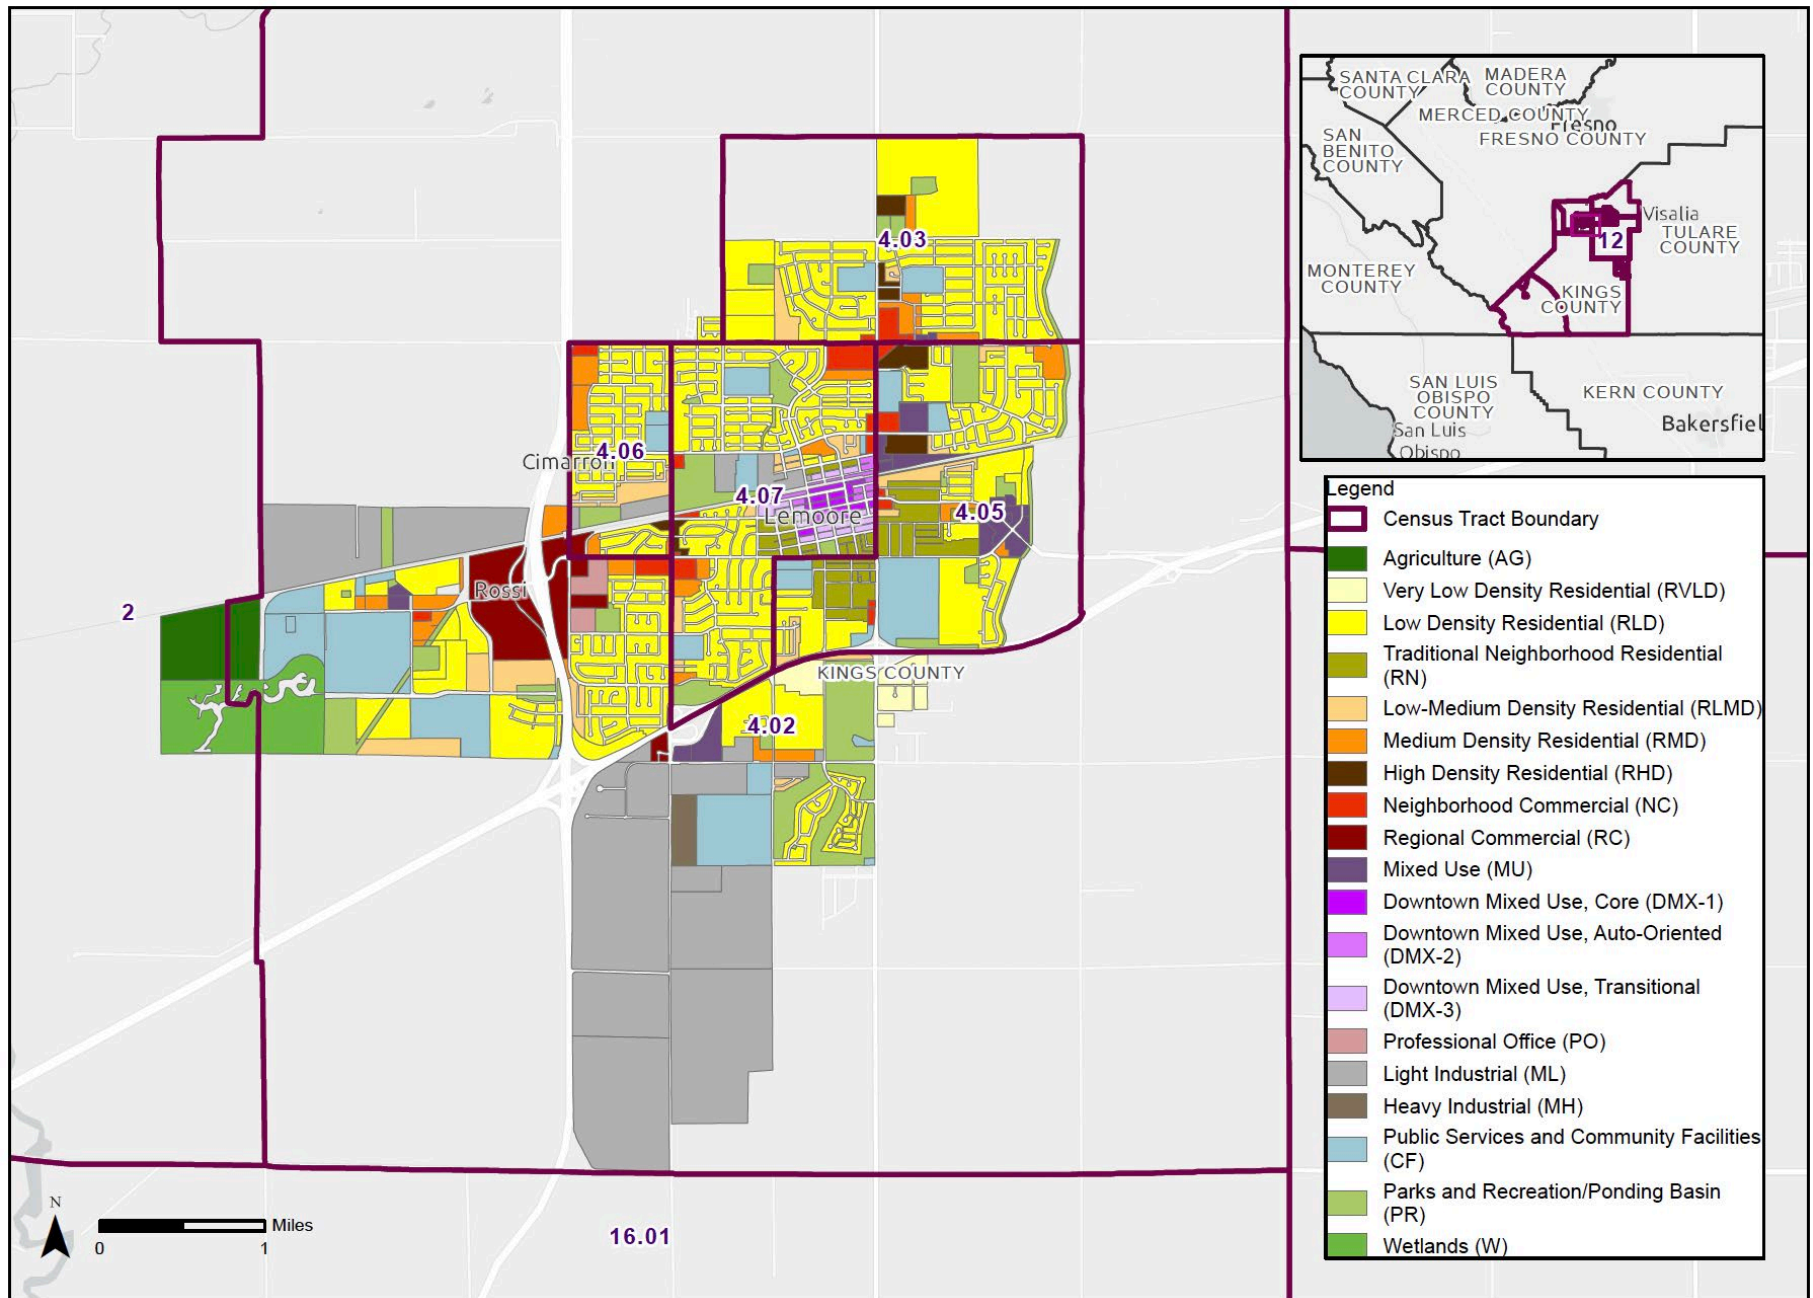 SANTA CLARA
COUNTY
MADERA
COUNTY
MERCED COUNTY
Fresno
FRESNO COUNTY
SAN
BENITO
COUNTY
Visalia
TULARE
COUNTY
12
MONTEREY
COUNTY
KINGS
COUNTY
SAN LUIS
OBISPO
COUNTY
KERN COUNTY
San Luis
Obispo
Bakersfiel
4.03
4.06
Cimarron
4.07
Lemoore
4.05
Rossi
2
KINGS COUNTY
4.02
16.01
N
Miles
0 1
Legend
Census Tract Boundary
Agriculture (AG)
Very Low Density Residential (RVLD)
Low Density Residential (RLD)
Traditional Neighborhood Residential
(RN)
Low-Medium Density Residential (RLMD)
Medium Density Residential (RMD)
High Density Residential (RHD)
Neighborhood Commercial (NC)
Regional Commercial (RC)
Mixed Use (MU)
Downtown Mixed Use, Core (DMX-1)
Downtown Mixed Use, Auto-Oriented
(DMX-2)
Downtown Mixed Use, Transitional
(DMX-3)
Professional Office (PO)
Light Industrial (ML)
Heavy Industrial (MH)
Public Services and Community Facilities
(CF)
Parks and Recreation/Ponding Basin
(PR)
Wetlands (W)